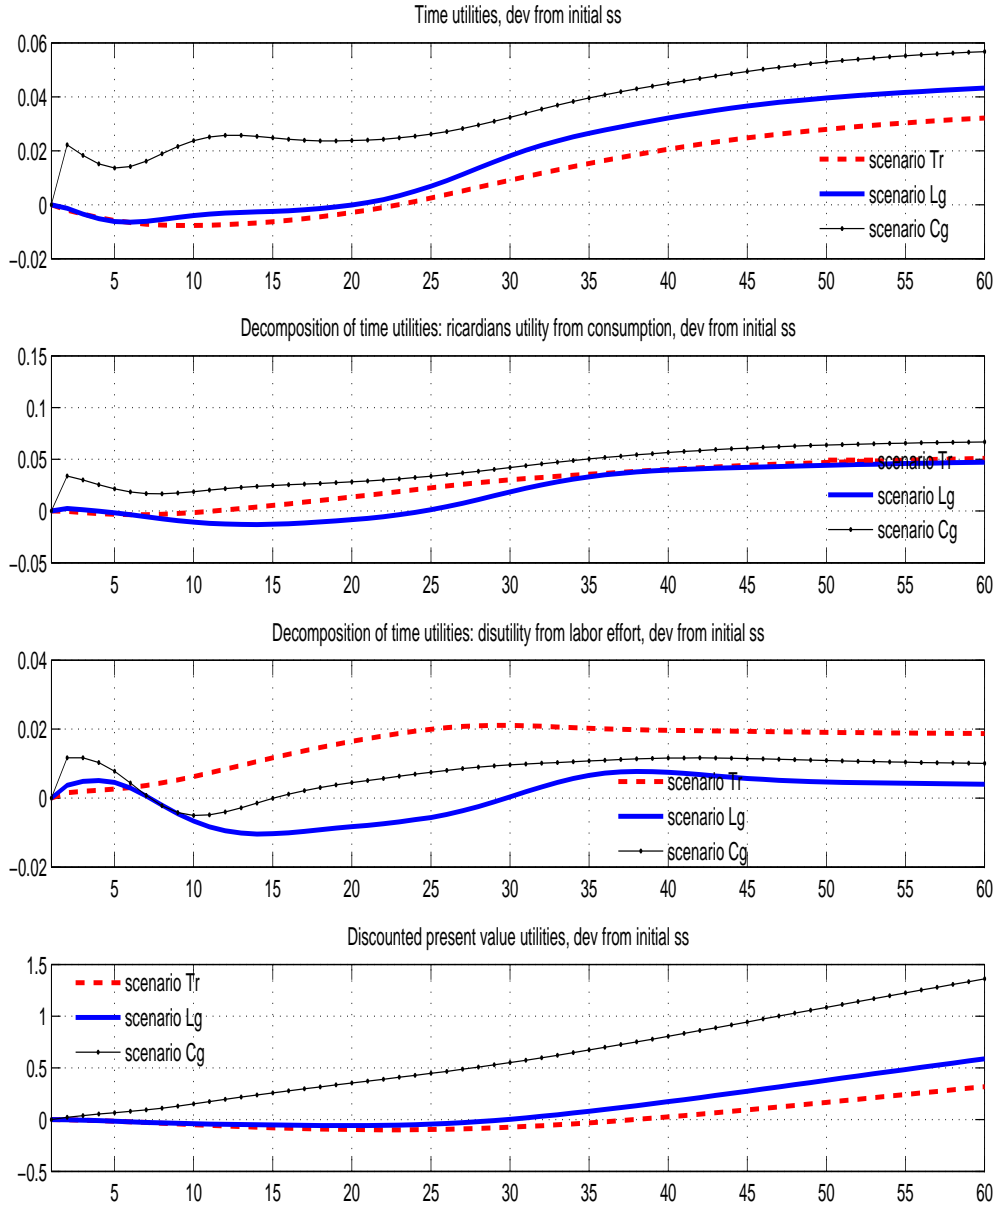 Time utilities, dev from initial ss
0.06
0.04
0.02
0
−0.02
scenario Tr
scenario Lg
scenario Cg
5 10 15 20 25 30 35 40 45 50 55 60
Decomposition of time utilities: ricardians utility from consumption, dev from initial ss
0.15
0.1
0.05
0
−0.05
scenario Tr
scenario Lg
scenario Cg
5 10 15 20 25 30 35 40 45 50 55 60
Decomposition of time utilities: disutility from labor effort, dev from initial ss
0.04
0.02
0
−0.02
scenario Tr
scenario Lg
scenario Cg
5 10 15 20 25 30 35 40 45 50 55 60
Discounted present value utilities, dev from initial ss
1.5
1
0.5
0
−0.5
scenario Tr
scenario Lg
scenario Cg
5 10 15 20 25 30 35 40 45 50 55 60